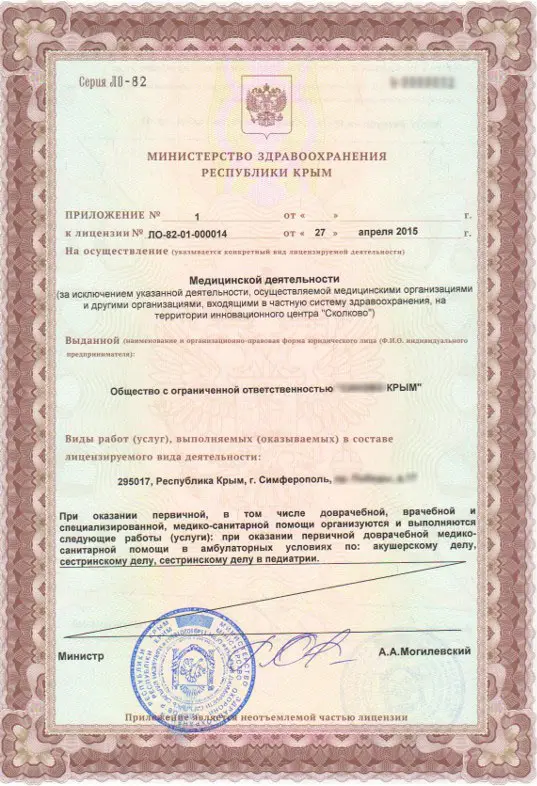 Серия ЛО-82
МИНИСТЕРСТВО ЗДРАВООХРАНЕНИЯ
РЕСПУБЛИКИ КРЫМ
ПРИЛОЖЕНИЕ № 1 от « » г.
к лицензии № ЛО-82-01-000014 от « 27 » апреля 2015 г.
На осуществление (указывается конкретный вид лицензируемой деятельности)
Медицинской деятельности
(за исключением указанной деятельности, осуществляемой медицинскими организациями
и другими организациями, входящими в частную систему здравоохранения, на
территории инновационного центра "Сколково")
Выданной (наименование и организационно-правовая форма юридического лица (Ф.И.О. индивидуального
предпринимателя):
Общество с ограниченной ответственностью КРЫМ"
Виды работ (услуг), выполняемых (оказываемых) в составе
лицензируемого вида деятельности:
295017, Республика Крым, г. Симферополь,
При оказании первичной, в том числе доврачебной, врачебной и
специализированной, медико-санитарной помощи организуются и выполняются
следующие работы (услуги): при оказании первичной доврачебной медико-
санитарной помощи в амбулаторных условиях по: акушерскому делу,
сестринскому делу, сестринскому делу в педиатрии.
Министр А.А.Могилевский
Приложение является неотъемлемой частью лицензии